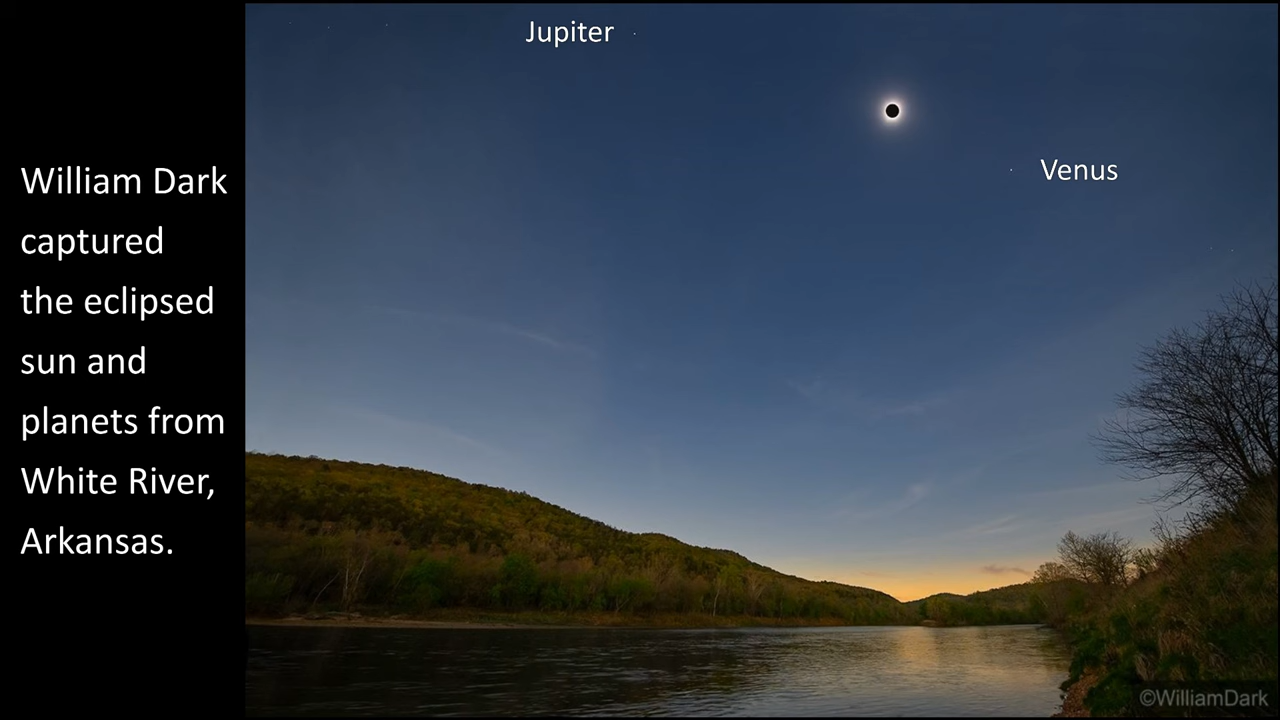 Jupiter
Venus
William Dark
captured
the eclipsed
sun and
planets from
White River,
Arkansas.
©WilliamDark